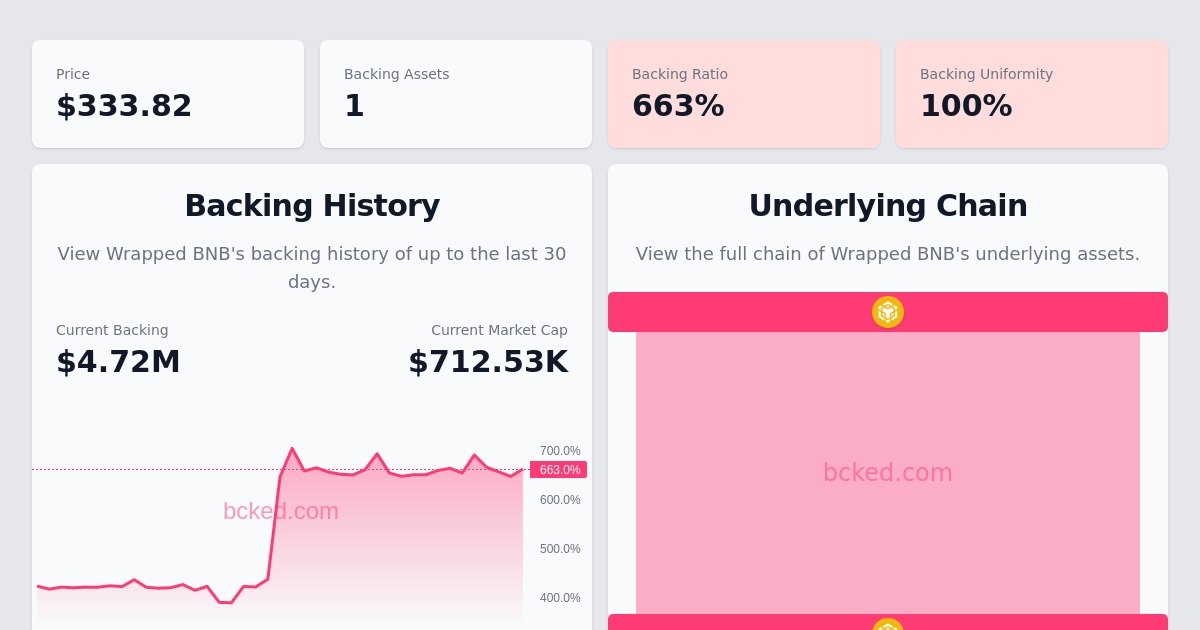 Price
$333.82
Backing Assets
1
Backing Ratio
663%
Backing Uniformity
100%
Backing History
View Wrapped BNB's backing history of up to the last 30
days.
Current Backing
$4.72M
Current Market Cap
$712.53K
700.0%
663.0%
600.0%
500.0%
400.0%
bcked.com
Underlying Chain
View the full chain of Wrapped BNB's underlying assets.
bcked.com